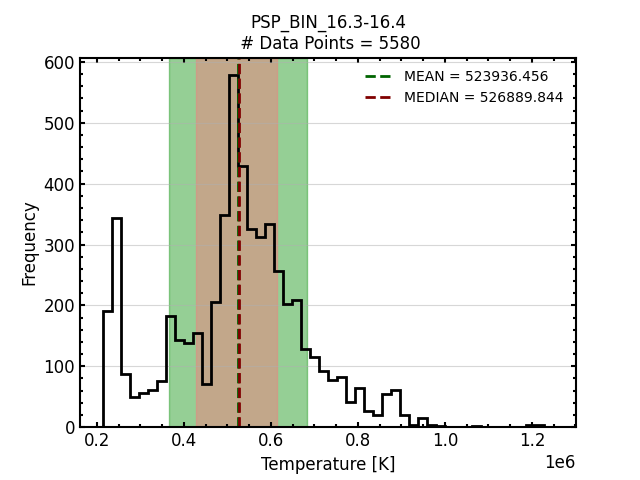 PSP_BIN_16.3-16.4
# Data Points = 5580
MEAN = 523936.456
MEDIAN = 526889.844
Frequency
600
500
400
300
200
100
0
0.2 0.4 0.6 0.8 1.0 1.2
1e6
Temperature [K]